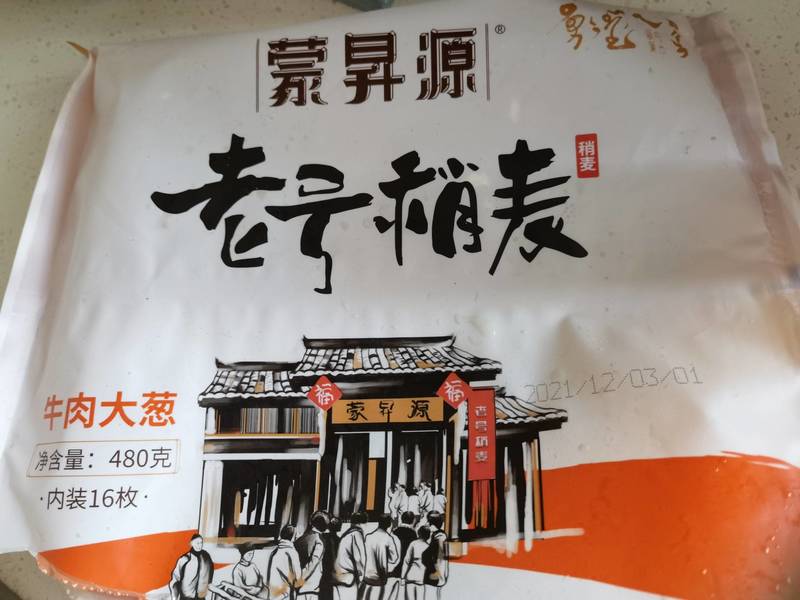 蒙昇源®
老号稍麦
稍麦
2021/12/03/01
福
福
蒙昇源
老号稍麦
牛肉大葱
净含量：480克
·内装16枚·